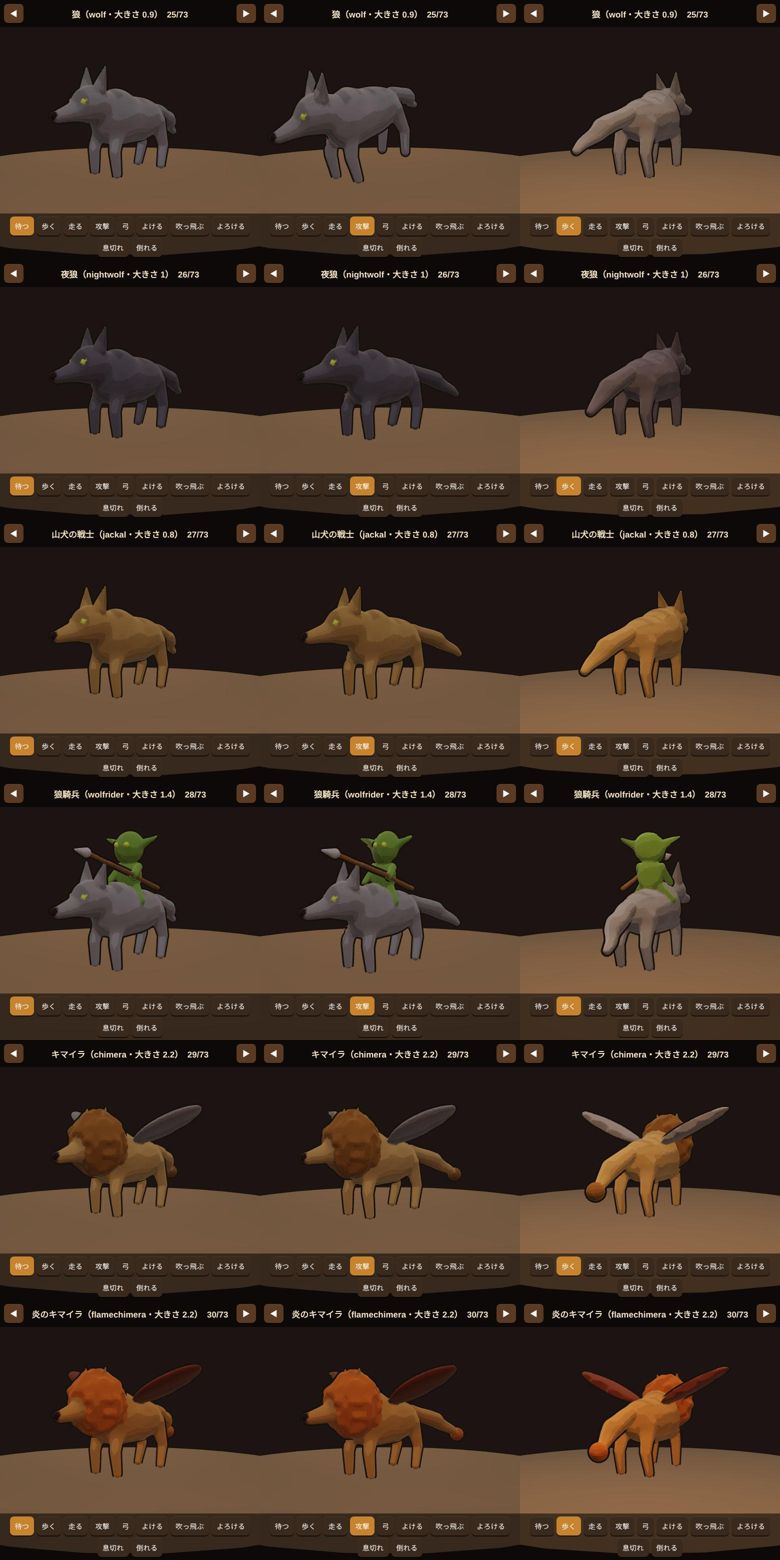 ◀ 狼（wolf・大きさ 0.9） 25/73 ▶ ◀ 狼（wolf・大きさ 0.9） 25/73 ▶ ◀ 狼（wolf・大きさ 0.9） 25/73 ▶
待つ 歩く 走る 攻撃 弓 よける 吹っ飛ぶ よろける 待つ 歩く 走る 攻撃 弓 よける 吹っ飛ぶ よろける 待つ 歩く 走る 攻撃 弓 よける 吹っ飛ぶ よろける
息切れ 倒れる 息切れ 倒れる 息切れ 倒れる
◀ 夜狼（nightwolf・大きさ 1） 26/73 ▶ ◀ 夜狼（nightwolf・大きさ 1） 26/73 ▶ ◀ 夜狼（nightwolf・大きさ 1） 26/73 ▶
待つ 歩く 走る 攻撃 弓 よける 吹っ飛ぶ よろける 待つ 歩く 走る 攻撃 弓 よける 吹っ飛ぶ よろける 待つ 歩く 走る 攻撃 弓 よける 吹っ飛ぶ よろける
息切れ 倒れる 息切れ 倒れる 息切れ 倒れる
◀ 山犬の戦士（jackal・大きさ 0.8） 27/73 ▶ ◀ 山犬の戦士（jackal・大きさ 0.8） 27/73 ▶ ◀ 山犬の戦士（jackal・大きさ 0.8） 27/73 ▶
待つ 歩く 走る 攻撃 弓 よける 吹っ飛ぶ よろける 待つ 歩く 走る 攻撃 弓 よける 吹っ飛ぶ よろける 待つ 歩く 走る 攻撃 弓 よける 吹っ飛ぶ よろける
息切れ 倒れる 息切れ 倒れる 息切れ 倒れる
◀ 狼騎兵（wolfrider・大きさ 1.4） 28/73 ▶ ◀ 狼騎兵（wolfrider・大きさ 1.4） 28/73 ▶ ◀ 狼騎兵（wolfrider・大きさ 1.4） 28/73 ▶
待つ 歩く 走る 攻撃 弓 よける 吹っ飛ぶ よろける 待つ 歩く 走る 攻撃 弓 よける 吹っ飛ぶ よろける 待つ 歩く 走る 攻撃 弓 よける 吹っ飛ぶ よろける
息切れ 倒れる 息切れ 倒れる 息切れ 倒れる
◀ キマイラ（chimera・大きさ 2.2） 29/73 ▶ ◀ キマイラ（chimera・大きさ 2.2） 29/73 ▶ ◀ キマイラ（chimera・大きさ 2.2） 29/73 ▶
待つ 歩く 走る 攻撃 弓 よける 吹っ飛ぶ よろける 待つ 歩く 走る 攻撃 弓 よける 吹っ飛ぶ よろける 待つ 歩く 走る 攻撃 弓 よける 吹っ飛ぶ よろける
息切れ 倒れる 息切れ 倒れる 息切れ 倒れる
◀ 炎のキマイラ（flamechimera・大きさ 2.2） 30/73 ▶ ◀ 炎のキマイラ（flamechimera・大きさ 2.2） 30/73 ▶ ◀ 炎のキマイラ（flamechimera・大きさ 2.2） 30/73 ▶
待つ 歩く 走る 攻撃 弓 よける 吹っ飛ぶ よろける 待つ 歩く 走る 攻撃 弓 よける 吹っ飛ぶ よろける 待つ 歩く 走る 攻撃 弓 よける 吹っ飛ぶ よろける
息切れ 倒れる 息切れ 倒れる 息切れ 倒れる